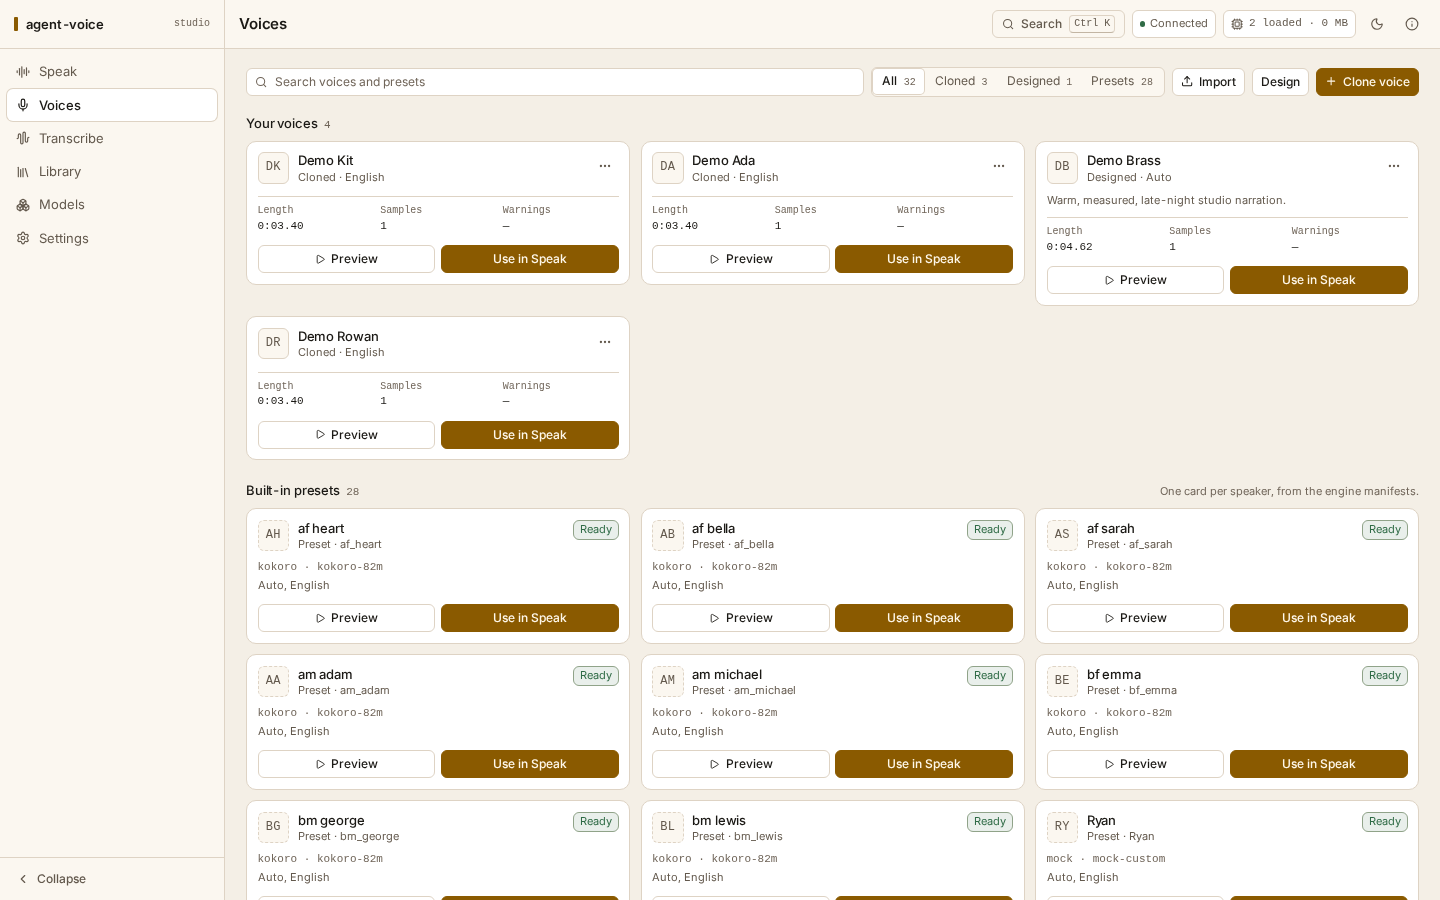 agent-voice studio
Voices
Search Ctrl K
Connected
2 loaded · 0 MB
Speak
Voices
Transcribe
Library
Models
Settings
Collapse
Search voices and presets
All 32 Cloned 3 Designed 1 Presets 28
Import
Design
+ Clone voice
Your voices 4
DK Demo Kit
Cloned · English
Length Samples Warnings
0:03.40 1 —
Preview Use in Speak
DA Demo Ada
Cloned · English
Length Samples Warnings
0:03.40 1 —
Preview Use in Speak
DB Demo Brass
Designed · Auto
Warm, measured, late-night studio narration.
Length Samples Warnings
0:04.62 1 —
Preview Use in Speak
DR Demo Rowan
Cloned · English
Length Samples Warnings
0:03.40 1 —
Preview Use in Speak
Built-in presets 28
One card per speaker, from the engine manifests.
AH af heart Ready
Preset · af_heart
kokoro · kokoro-82m
Auto, English
Preview Use in Speak
AB af bella Ready
Preset · af_bella
kokoro · kokoro-82m
Auto, English
Preview Use in Speak
AS af sarah Ready
Preset · af_sarah
kokoro · kokoro-82m
Auto, English
Preview Use in Speak
AA am adam Ready
Preset · am_adam
kokoro · kokoro-82m
Auto, English
Preview Use in Speak
AM am michael Ready
Preset · am_michael
kokoro · kokoro-82m
Auto, English
Preview Use in Speak
BE bf emma Ready
Preset · bf_emma
kokoro · kokoro-82m
Auto, English
Preview Use in Speak
BG bm george Ready
Preset · bm_george
kokoro · kokoro-82m
Auto, English
BL bm lewis Ready
Preset · bm_lewis
kokoro · kokoro-82m
Auto, English
RY Ryan Ready
Preset · Ryan
mock · mock-custom
Auto, English